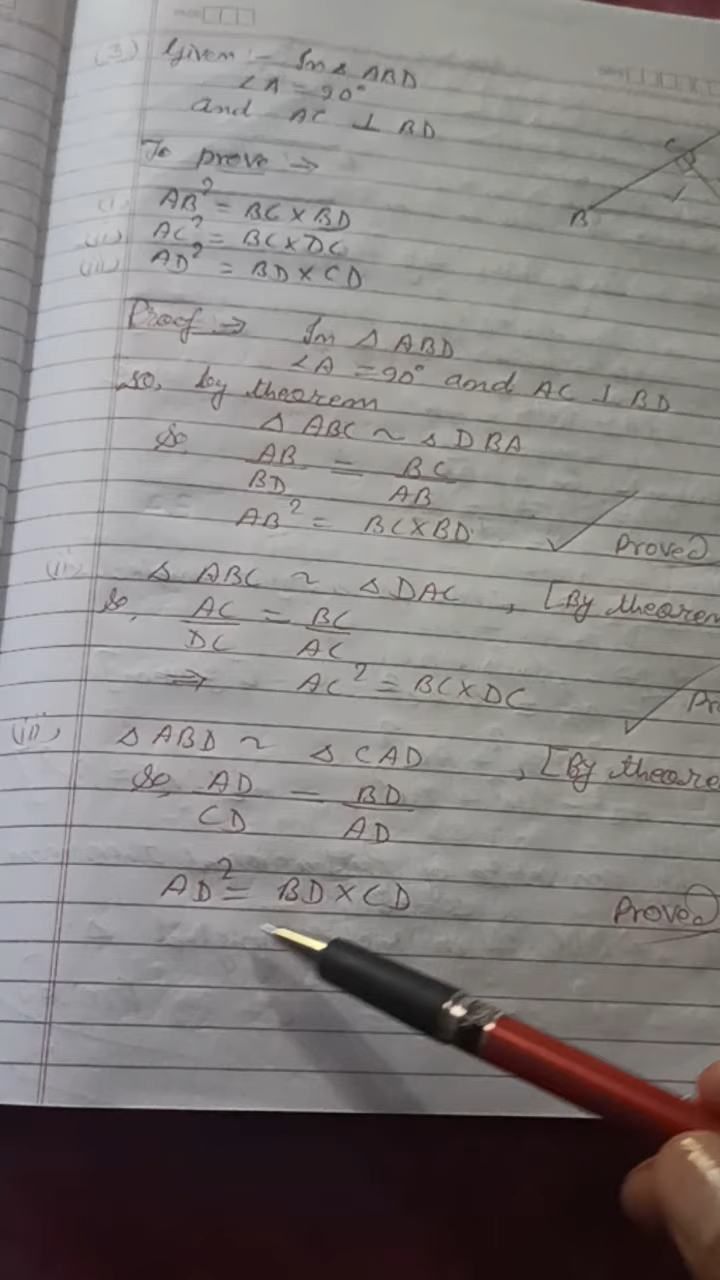 (3) Given :- In △ ABD
∠A = 90°
and AC ⊥ BD
To prove →
(i) AB² = BC × BD
(ii) AC² = BC × DC
(iii) AD² = BD × CD
C
B
Proof ⇒ In △ ABD
∠A = 90° and AC ⊥ BD
so, by theorem
△ ABC ~ △ DBA
So AB/BD = BC/AB
AB² = BC×BD Proved
(ii) △ ABC ~ △ DAC , [By theorem
So, AC/DC = BC/AC
⇒ AC² = BC×DC Pr
(iii), △ ABD ~ △ CAD , [By theore
So, AD/CD = BD/AD
AD² = BD × CD Proved